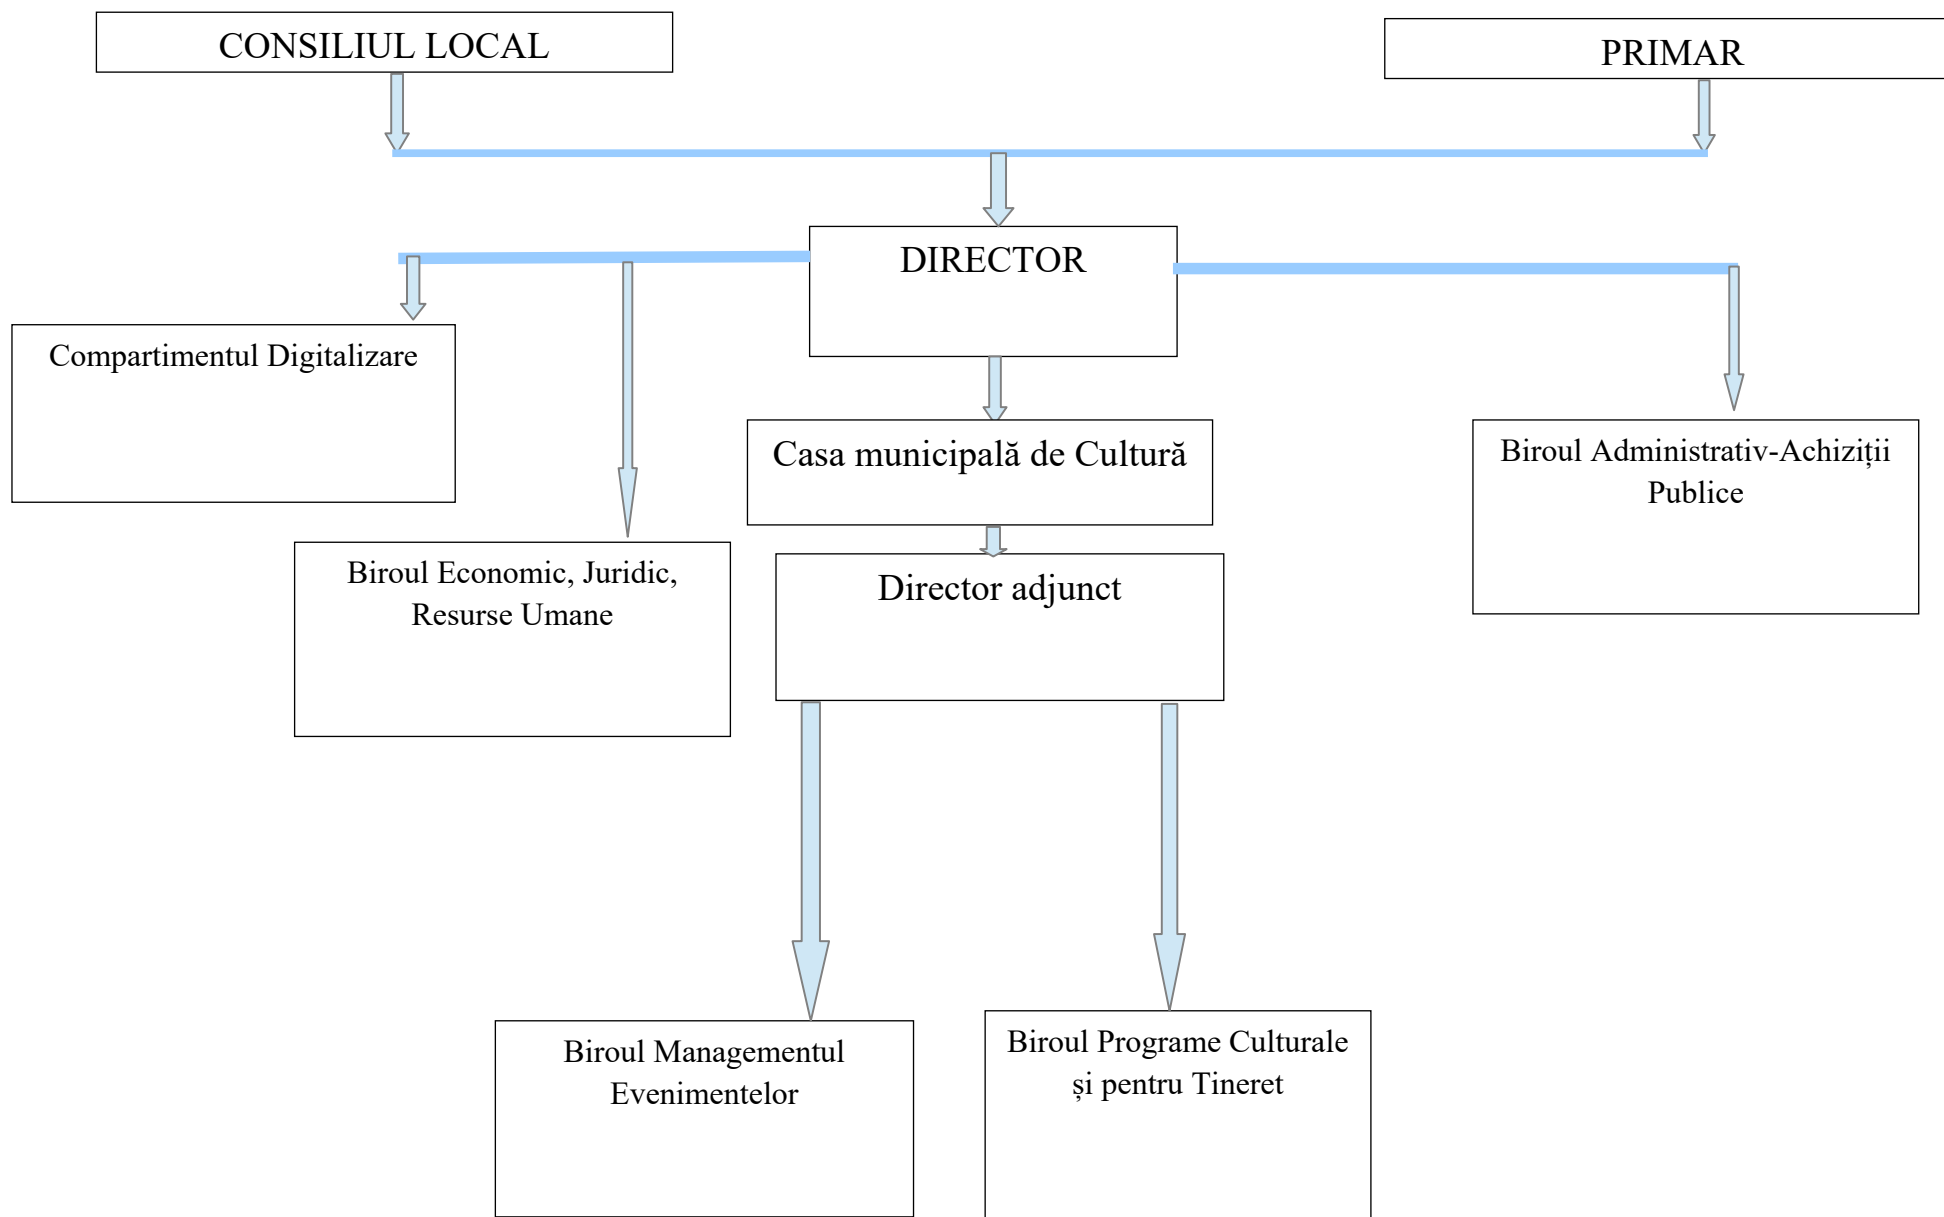 CONSILIUL LOCAL
PRIMAR
DIRECTOR
Compartimentul Digitalizare
Casa municipală de Cultură
Biroul Administrativ-Achiziții
Publice
Biroul Economic, Juridic,
Resurse Umane
Director adjunct
Biroul Managementul
Evenimentelor
Biroul Programe Culturale
și pentru Tineret